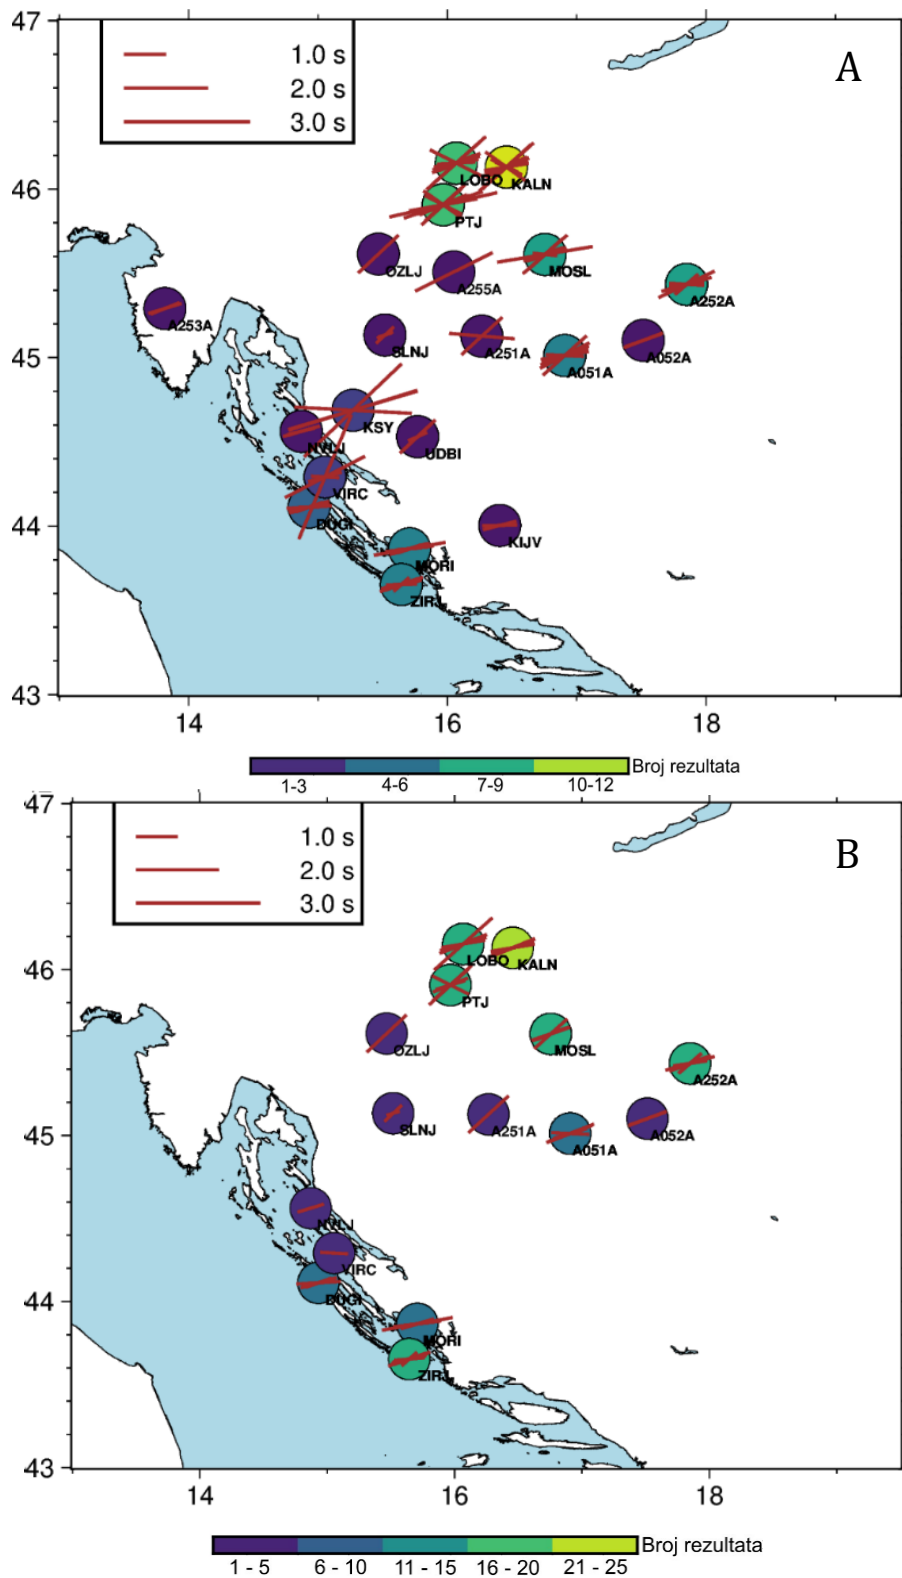 47
1.0 s
A
2.0 s
3.0 s
LOBO
KALN
46
PTJ
OZLJ
A255A
MOSL
A252A
A253A
SLNJ
A251A
A052A
45
A051A
KSY
NVLJ
UDBI
VIRC
44
DUGI
KIJV
MORI
ZIRJ
43
14
16
18
Broj rezultata
1-3
4-6
7-9
10-12
47
1.0 s
B
2.0 s
3.0 s
LOBO
KALN
46
PTJ
OZLJ
MOSL
A252A
SLNJ
A251A
A052A
45
A051A
NVLJ
VIRC
44
DUGI
MORI
ZIRJ
43
14
16
18
Broj rezultata
1 - 5
6 - 10
11 - 15
16 - 20
21 - 25